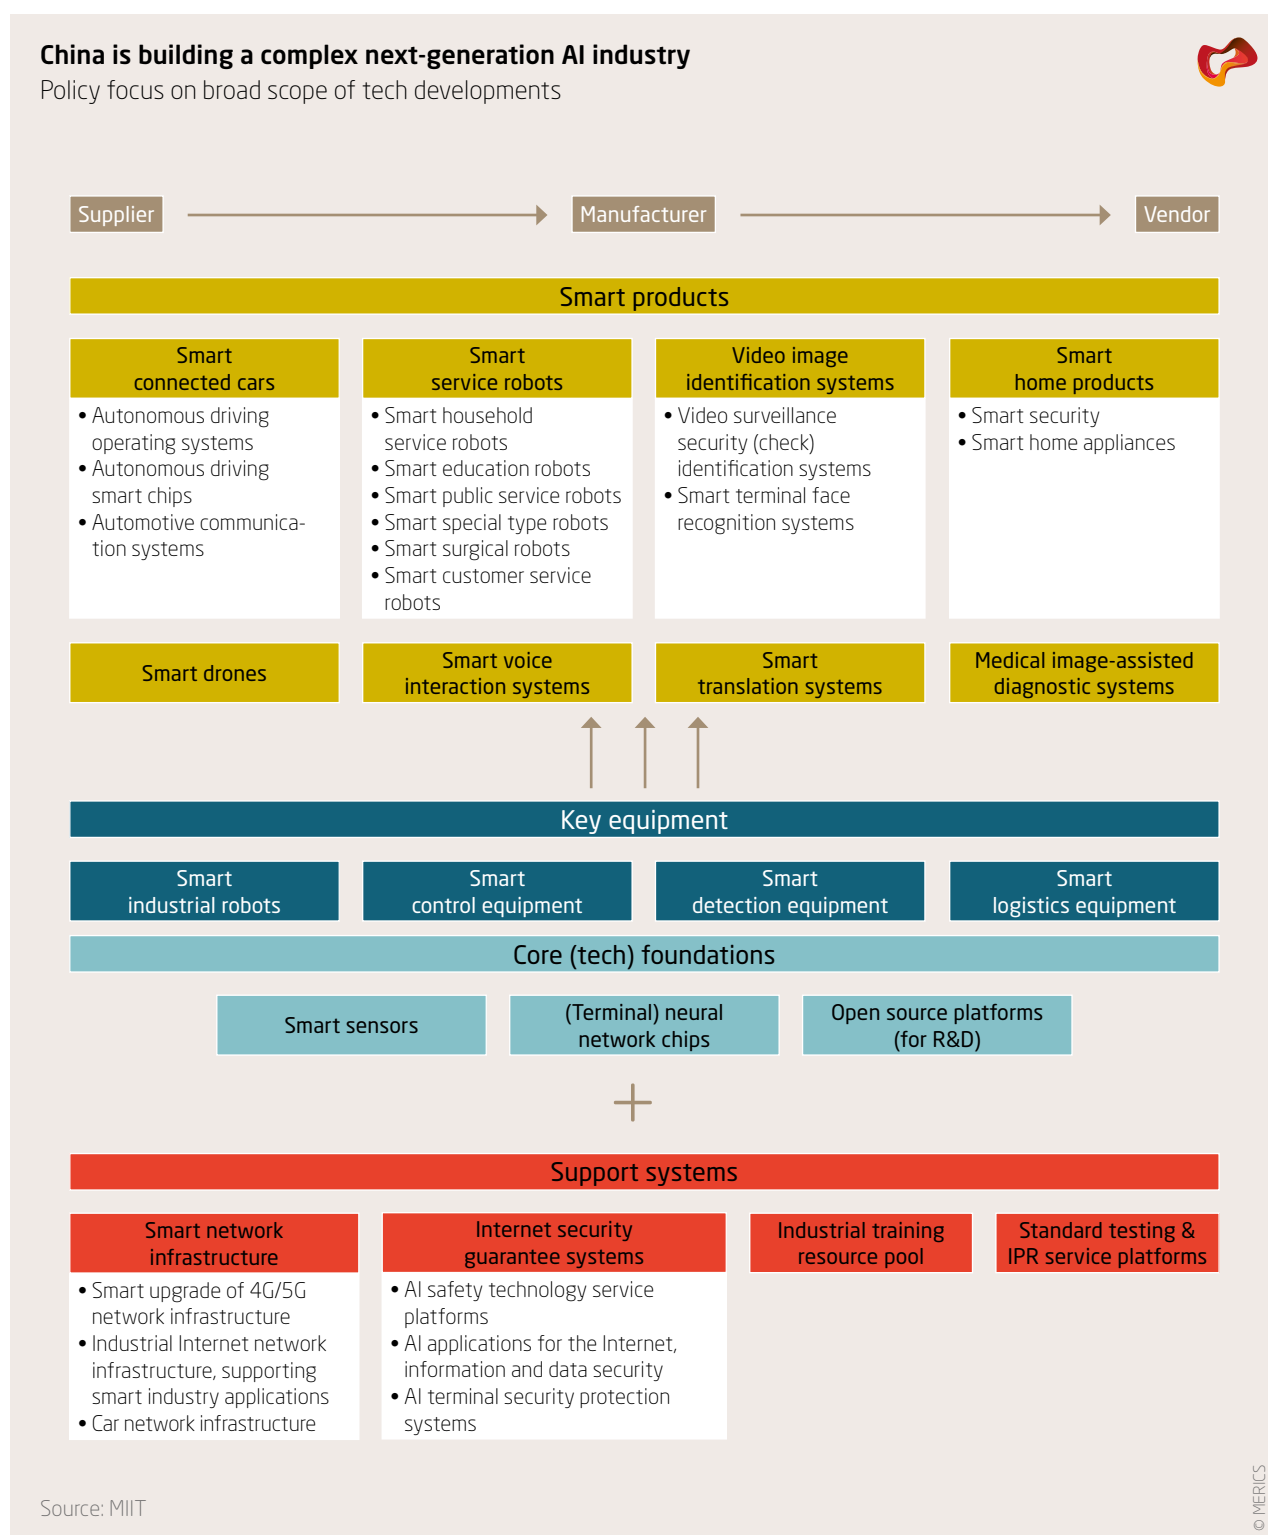 China is building a complex next-generation AI industry
Policy focus on broad scope of tech developments
Supplier
Manufacturer
Vendor
Smart products
Smart
connected cars
• Autonomous driving
operating systems
• Autonomous driving
smart chips
• Automotive communica-
tion systems
Smart
service robots
• Smart household
service robots
• Smart education robots
• Smart public service robots
• Smart special type robots
• Smart surgical robots
• Smart customer service
robots
Video image
identification systems
• Video surveillance
security (check)
identification systems
• Smart terminal face
recognition systems
Smart
home products
• Smart security
• Smart home appliances
Smart drones
Smart voice
interaction systems
Smart
translation systems
Medical image-assisted
diagnostic systems
Key equipment
Smart
industrial robots
Smart
control equipment
Smart
detection equipment
Smart
logistics equipment
Core (tech) foundations
Smart sensors
(Terminal) neural
network chips
Open source platforms
(for R&D)
+
Support systems
Smart network
infrastructure
• Smart upgrade of 4G/5G
network infrastructure
• Industrial Internet network
infrastructure, supporting
smart industry applications
• Car network infrastructure
Internet security
guarantee systems
• AI safety technology service
platforms
• AI applications for the Internet,
information and data security
• AI terminal security protection
systems
Industrial training
resource pool
Standard testing &
IPR service platforms
Source: MIIT
© MERICS